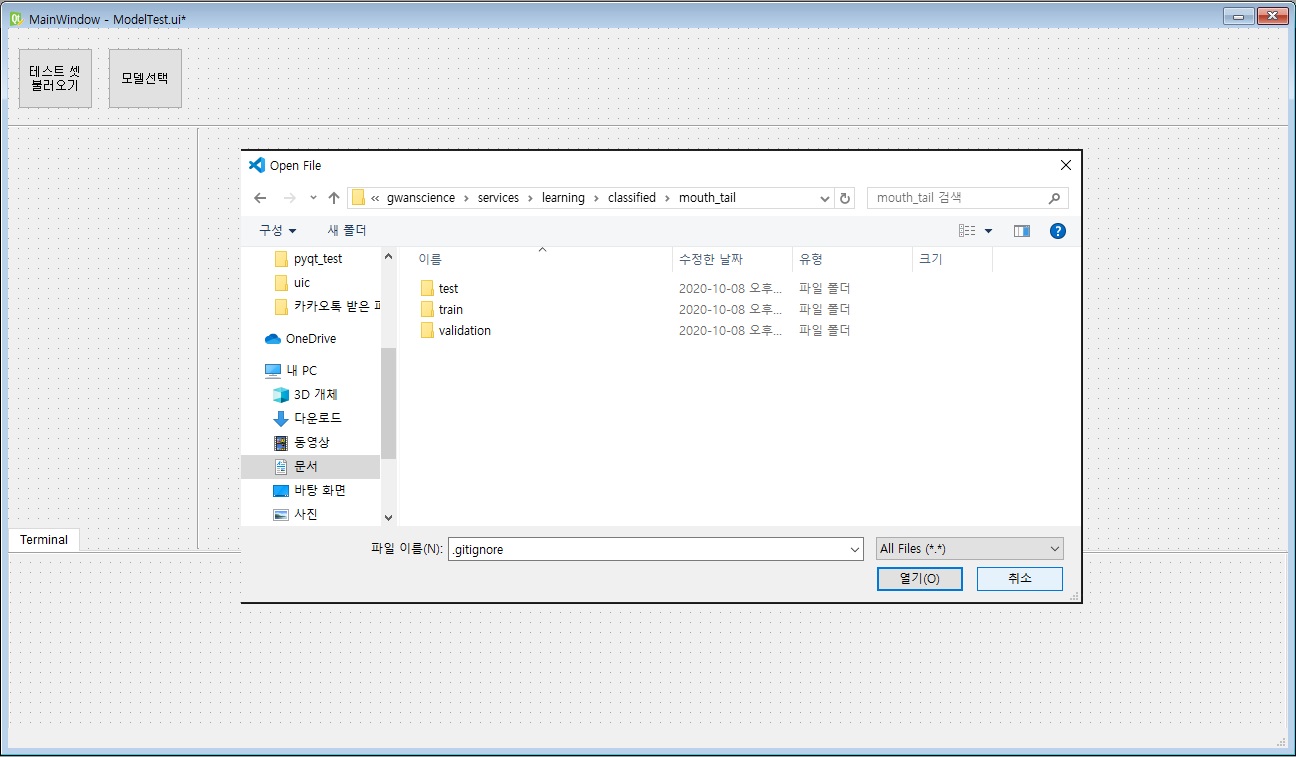 MainWindow - ModelTest.ui*
테스트 셋
불러오기
모델선택
Open File
« gwanscience › services › learning › classified › mouth_tail
mouth_tail 검색
구성
새 폴더
pyqt_test
uic
카카오톡 받은
OneDrive
내 PC
3D 개체
다운로드
동영상
문서
바탕 화면
사진
이름 수정한 날짜 유형 크기
test 2020-10-08 오후... 파일 폴더
train 2020-10-08 오후... 파일 폴더
validation 2020-10-08 오후... 파일 폴더
파일 이름(N): .gitignore
All Files (*.*)
열기(O) 취소
Terminal